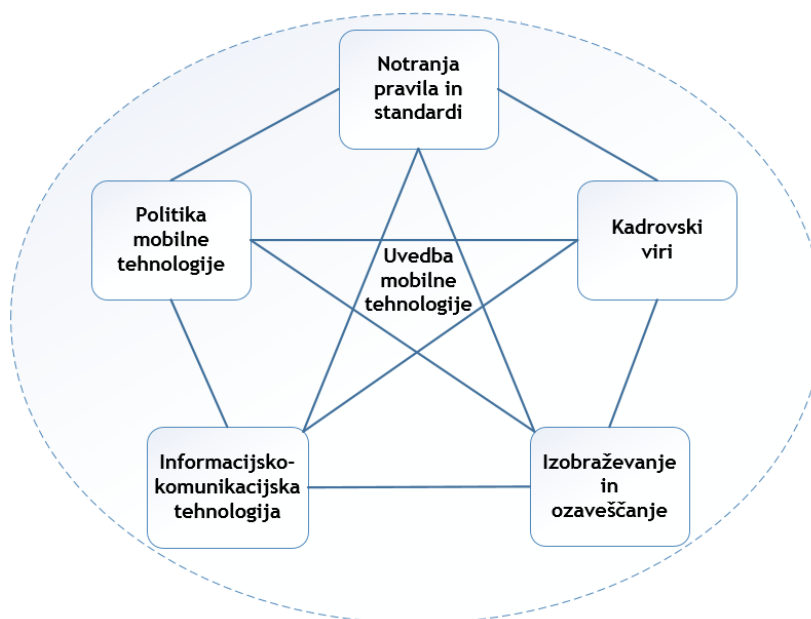 Notranja
pravila in
standardi
Politika
mobilne
tehnologije
Kadrovski
viri
Uvedba
mobilne
tehnologije
Informacijsko-
komunikacijska
tehnologija
Izobraževanje
in
ozaveščanje